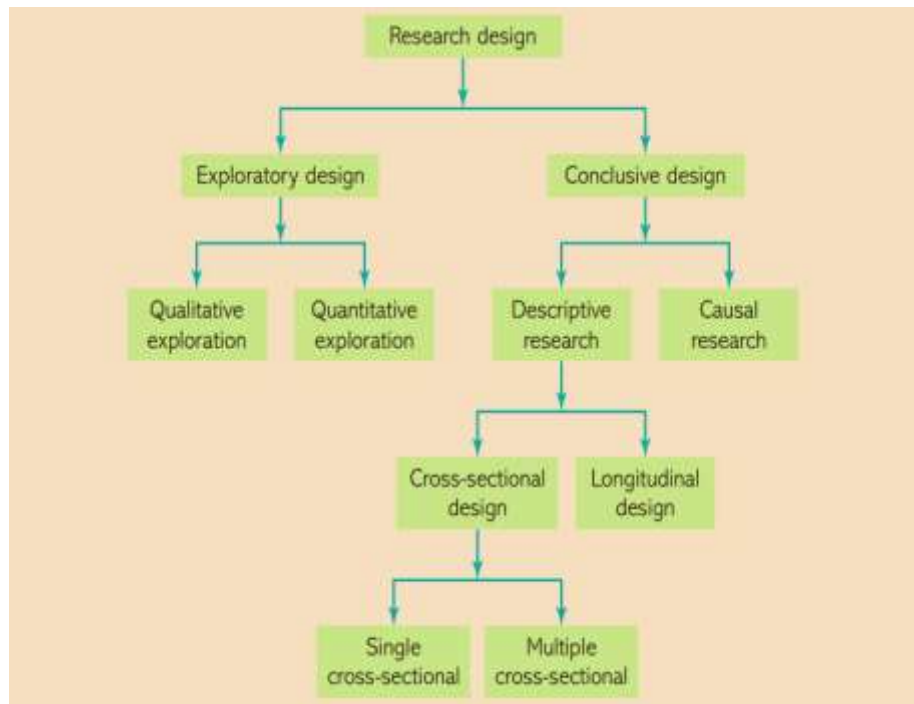 Research design
Exploratory design
Conclusive design
Qualitative
exploration
Quantitative
exploration
Descriptive
research
Causal
research
Cross-sectional
design
Longitudinal
design
Single
cross-sectional
Multiple
cross-sectional